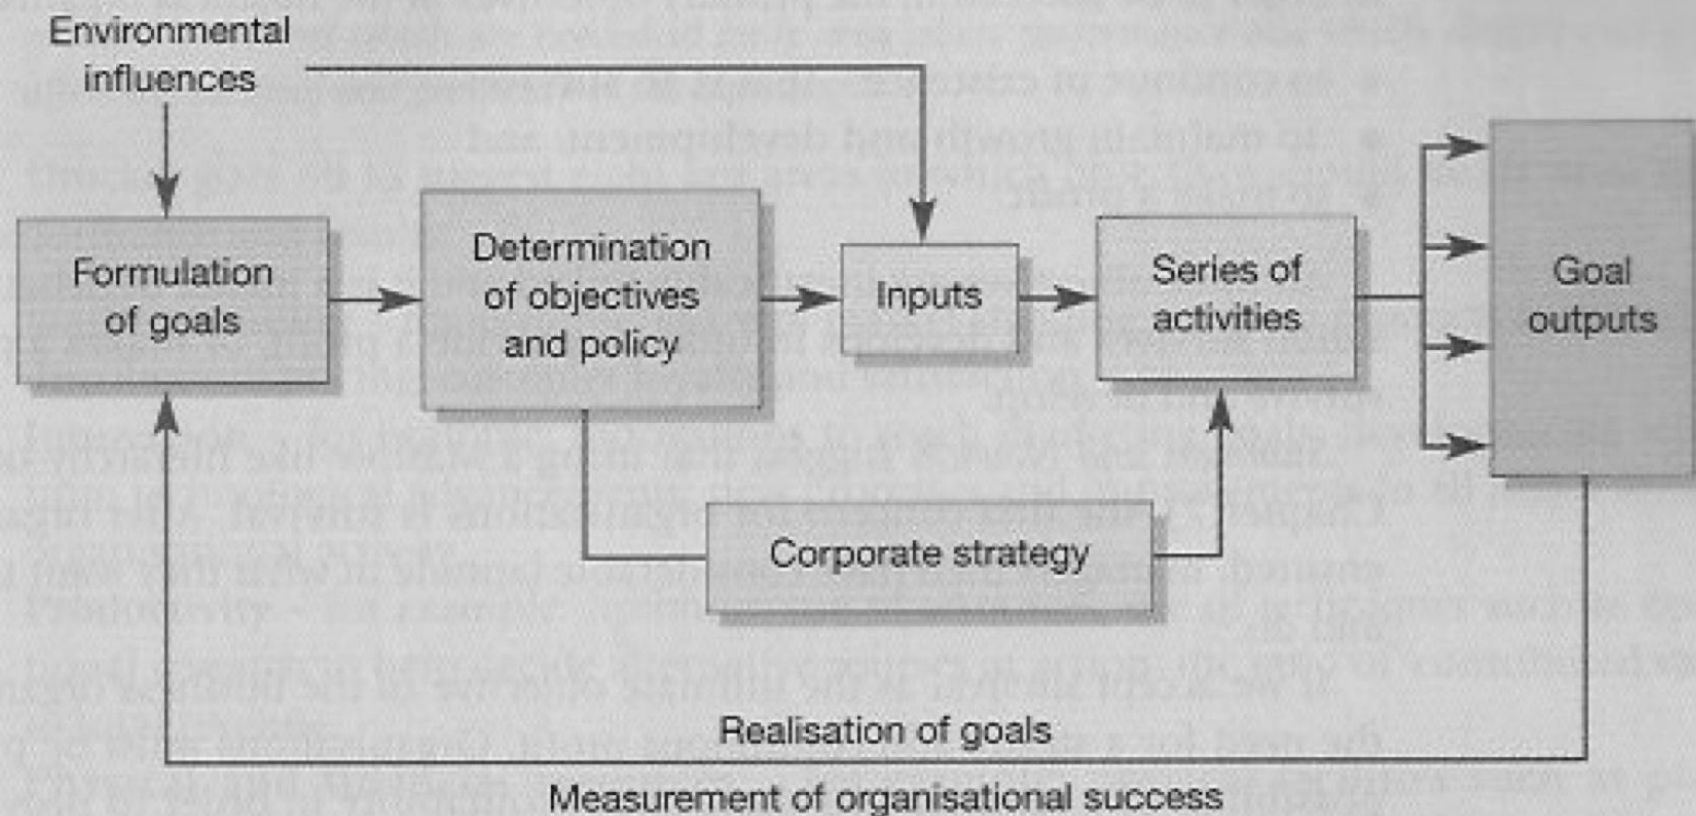 Environmental
influences
Formulation
of goals
Determination
of objectives
and policy
Inputs
Series of
activities
Goal
outputs
Corporate strategy
Realisation of goals
Measurement of organisational success